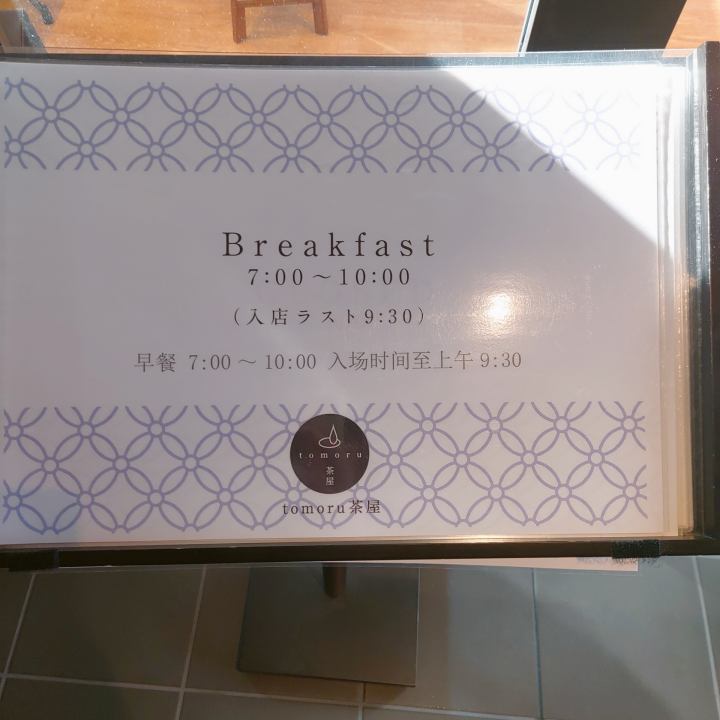 Breakfast
7:00～10:00
(入店ラスト9:30)
早餐 7:00～10:00 入场时间至上午9:30
tomoru
茶
屋
tomoru茶屋